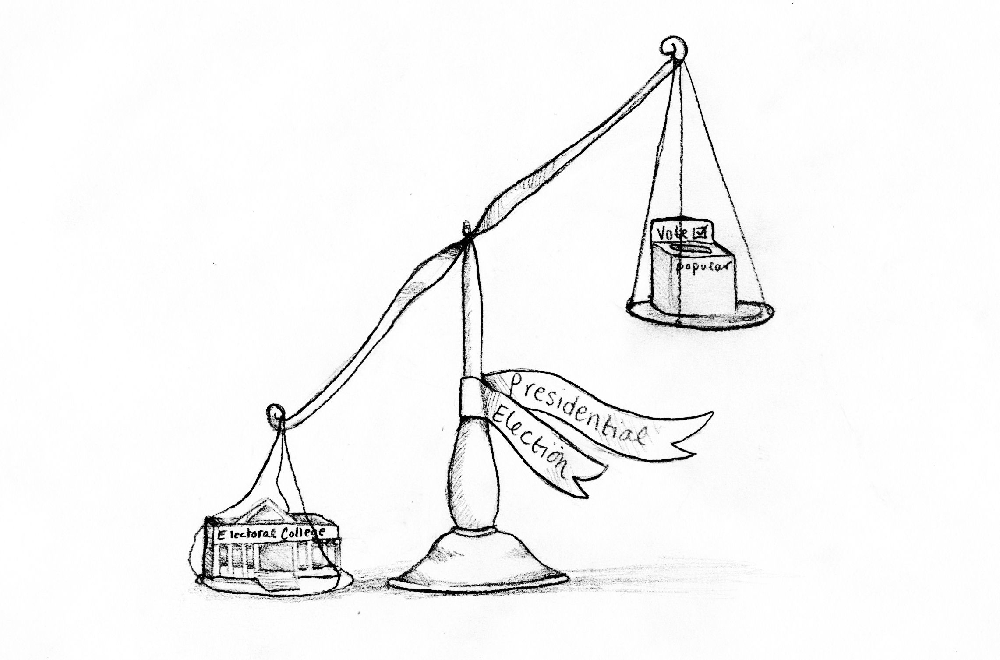 Vote
popular
Presidential
Election
Electoral College